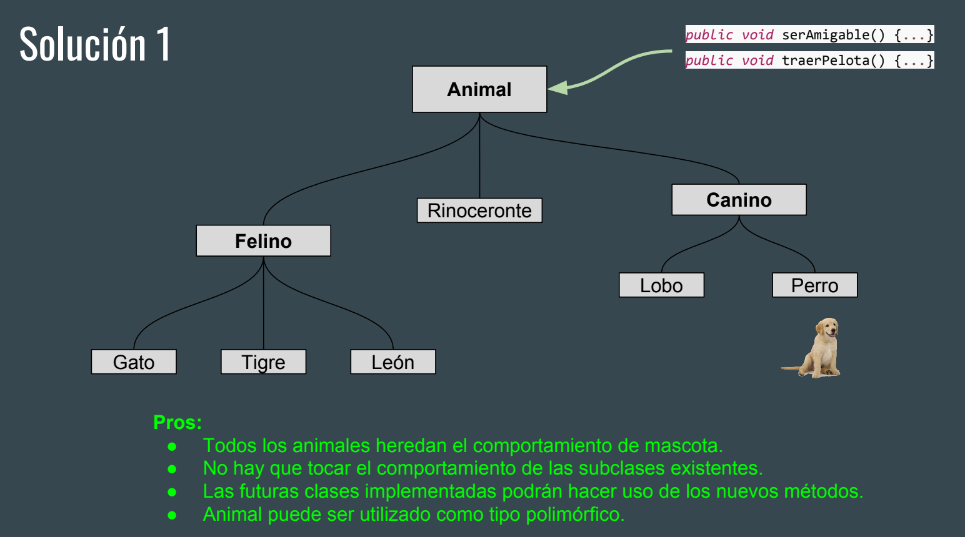 Solución 1
public void serAmigable() {...}
public void traerPelota() {...}
Animal
Rinoceronte
Canino
Felino
Lobo
Perro
Gato
Tigre
León
Pros:
● Todos los animales heredan el comportamiento de mascota.
● No hay que tocar el comportamiento de las subclases existentes.
● Las futuras clases implementadas podrán hacer uso de los nuevos métodos.
● Animal puede ser utilizado como tipo polimórfico.